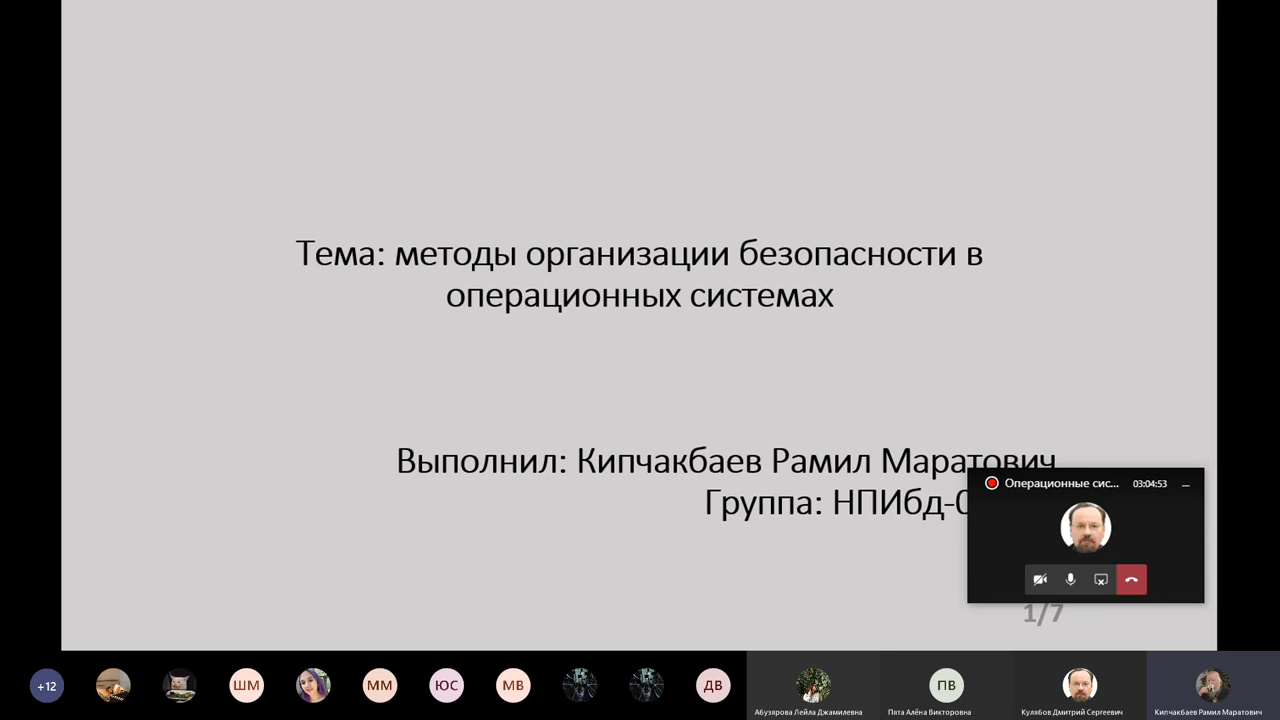 Тема: методы организации безопасности в
операционных системах
Выполнил: Кипчакбаев Рамил Маратович
Группа: НПИбд-0
Операционные сис... 03:04:53
1/7
+12 ШМ ММ ЮС МВ ДВ ПВ
Абузярова Лейла Джамилевна Пята Алёна Викторовна Кулябов Дмитрий Сергеевич Кипчакбаев Рамил Маратович